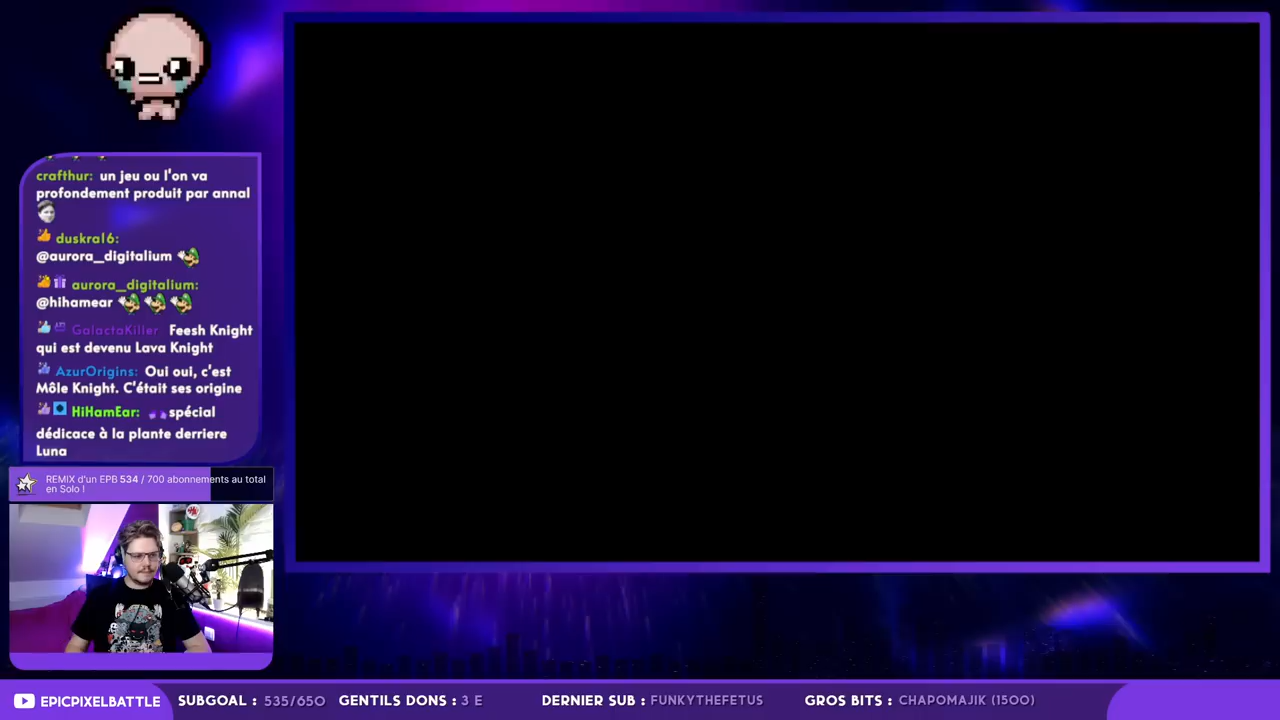 crafthur: un jeu ou l'on va
profondement produit par annal
duskral6:
@aurora_digitalium
aurora_digitalium:
@hihamear
GalactaKiller Feesh Knight
qui est devenu Lava Knight
AzurOrigins: Oui oui, c'est
Môle Knight. C'était ses origine
HiHamEar: spécial
dédicace à la plante derriere
Luna
REMIX d'un EPB 534 / 700 abonnements au total
en Solo !
EPICPIXELBATTLE
SUBGOAL : 535/650
GENTILS DONS : 3 E
DERNIER SUB : FUNKYTHEFETUS
GROS BITS : CHAPOMAJIK (1500)